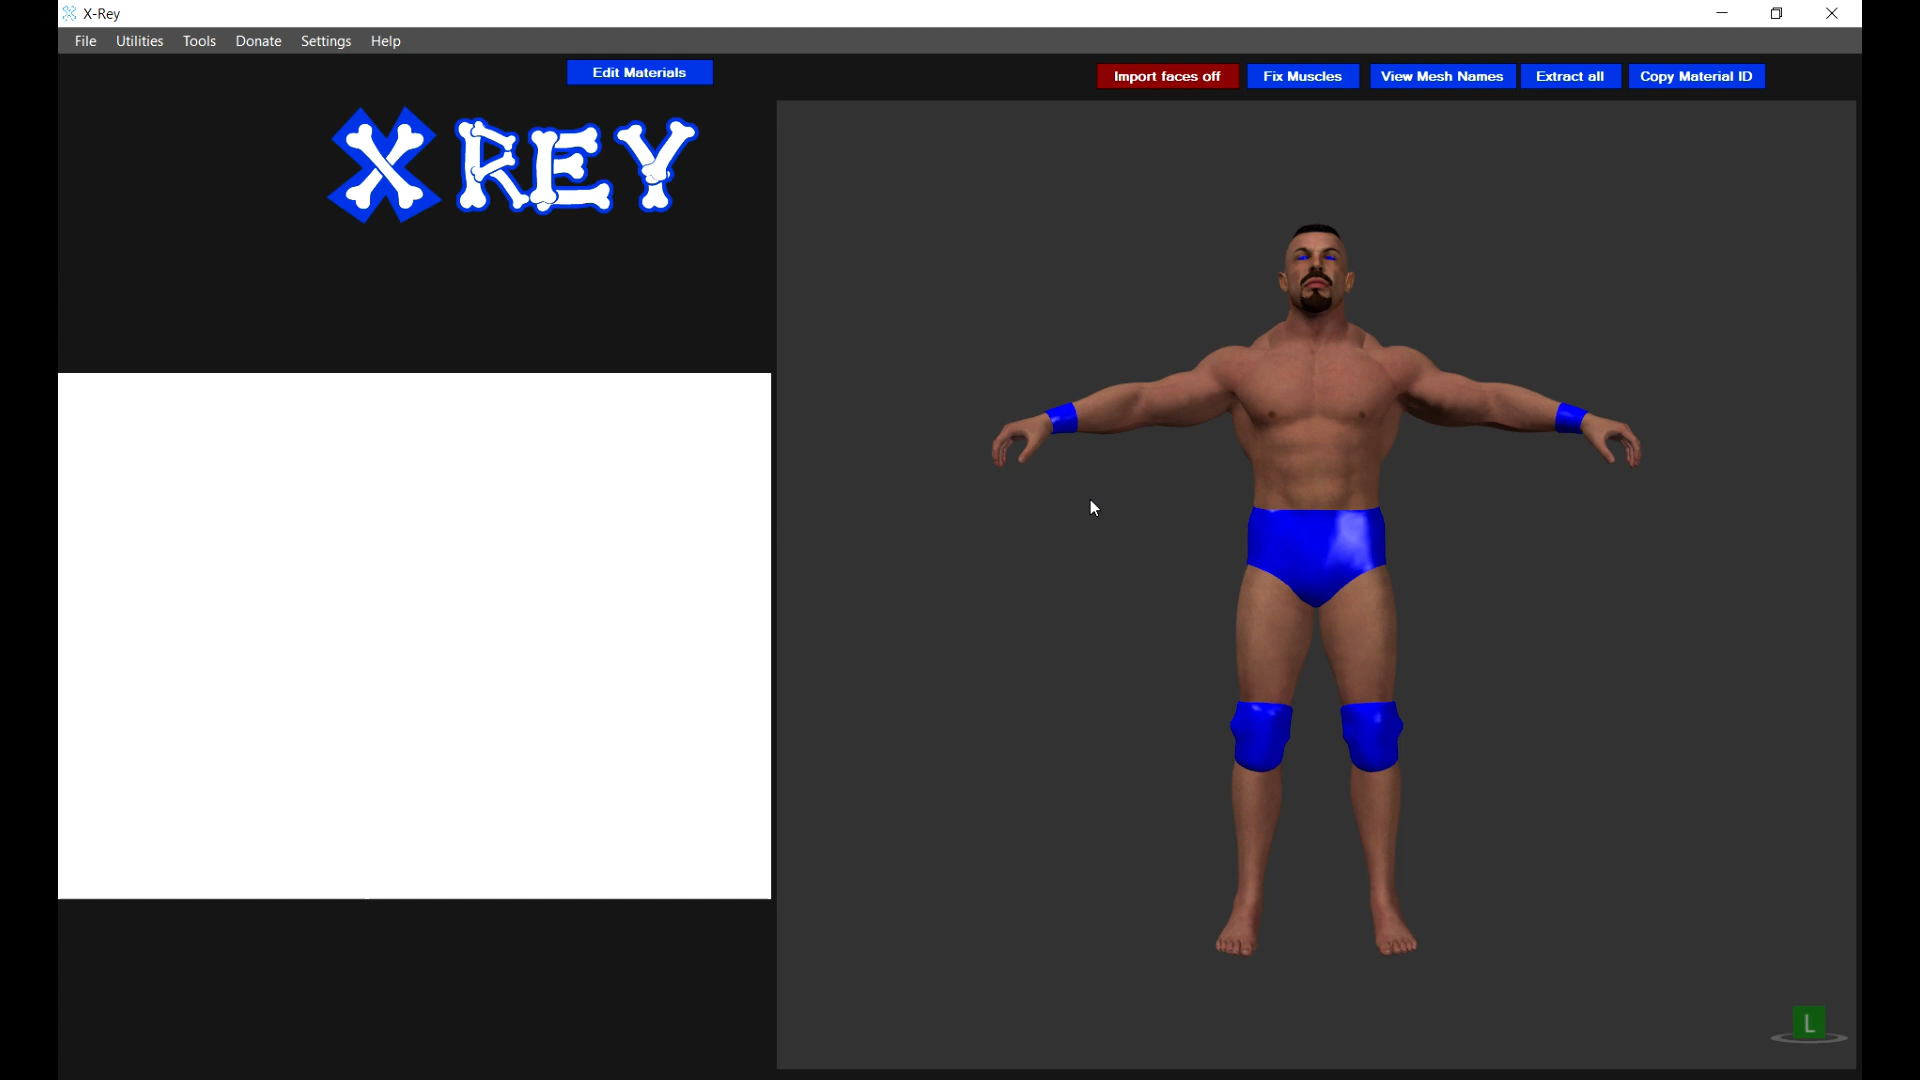 X-Rey
File Utilities Tools Donate Settings Help
Edit Materials
Import faces off Fix Muscles View Mesh Names Extract all Copy Material ID
X REY
L